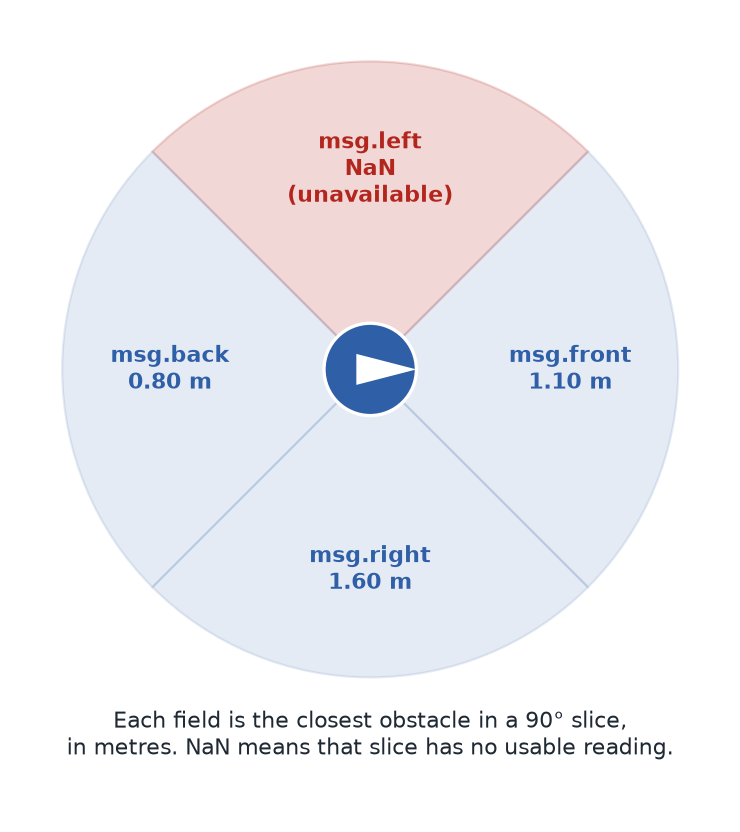 msg.left
NaN
(unavailable)
msg.back
0.80 m
msg.front
1.10 m
msg.right
1.60 m
Each field is the closest obstacle in a 90° slice,
in metres. NaN means that slice has no usable reading.